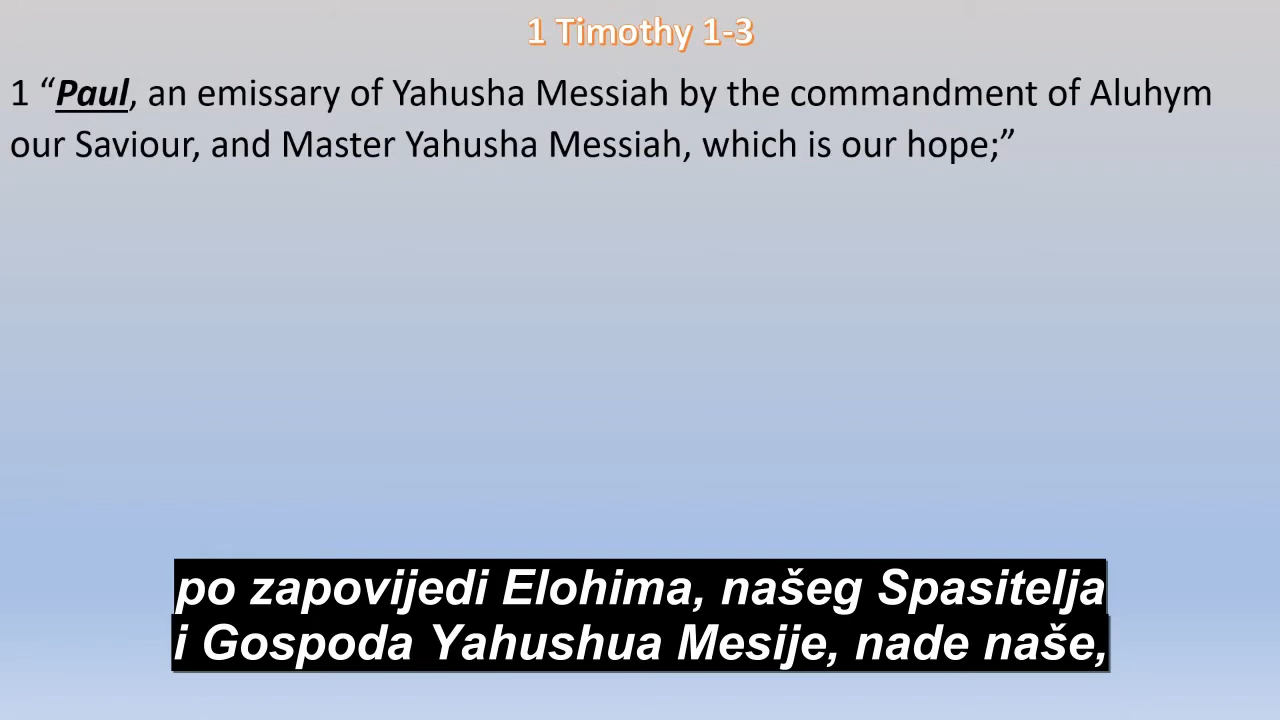 1 Timothy 1-3
1 “Paul, an emissary of Yahusha Messiah by the commandment of Aluhym
our Saviour, and Master Yahusha Messiah, which is our hope;”
po zapovijedi Elohima, našeg Spasitelja
i Gospoda Yahushua Mesije, nade naše,